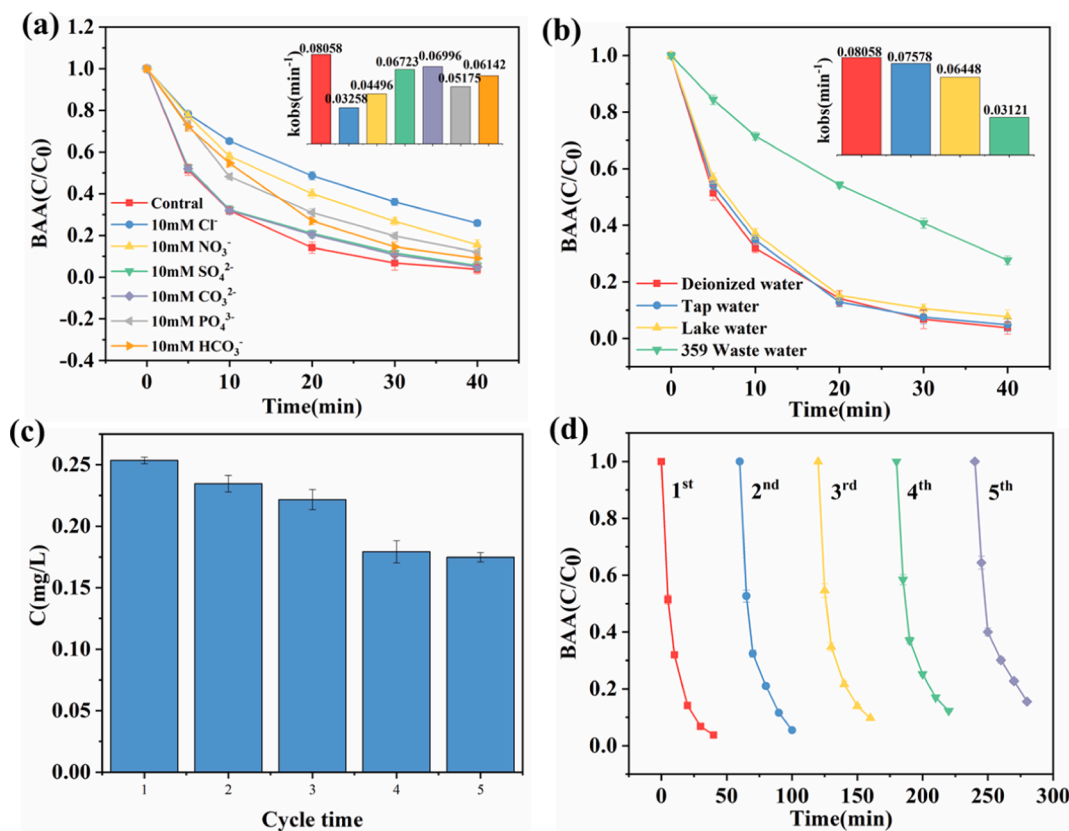 (a)
BAA(C/C0)
1.2
1.0
0.8
0.6
0.4
0.2
0.0
-0.2
-0.4
0 10 20 30 40
Time(min)
Contral
10mM Cl⁻
10mM NO₃⁻
10mM SO₄²⁻
10mM CO₃²⁻
10mM PO₄³⁻
10mM HCO₃⁻
kobs(min⁻¹)
0.08058
0.03258
0.04496
0.06723
0.06996
0.05175
0.06142
(b)
BAA(C/C0)
1.0
0.8
0.6
0.4
0.2
0.0
0 10 20 30 40
Time(min)
Deionized water
Tap water
Lake water
359 Waste water
kobs(min⁻¹)
0.08058
0.07578
0.06448
0.03121
(c)
C(mg/L)
0.25
0.20
0.15
0.10
0.05
0.00
1 2 3 4 5
Cycle time
(d)
BAA(C/C0)
1.0
0.8
0.6
0.4
0.2
0.0
1ˢᵗ 2ⁿᵈ 3ʳᵈ 4ᵗʰ 5ᵗʰ
0 50 100 150 200 250 300
Time(min)